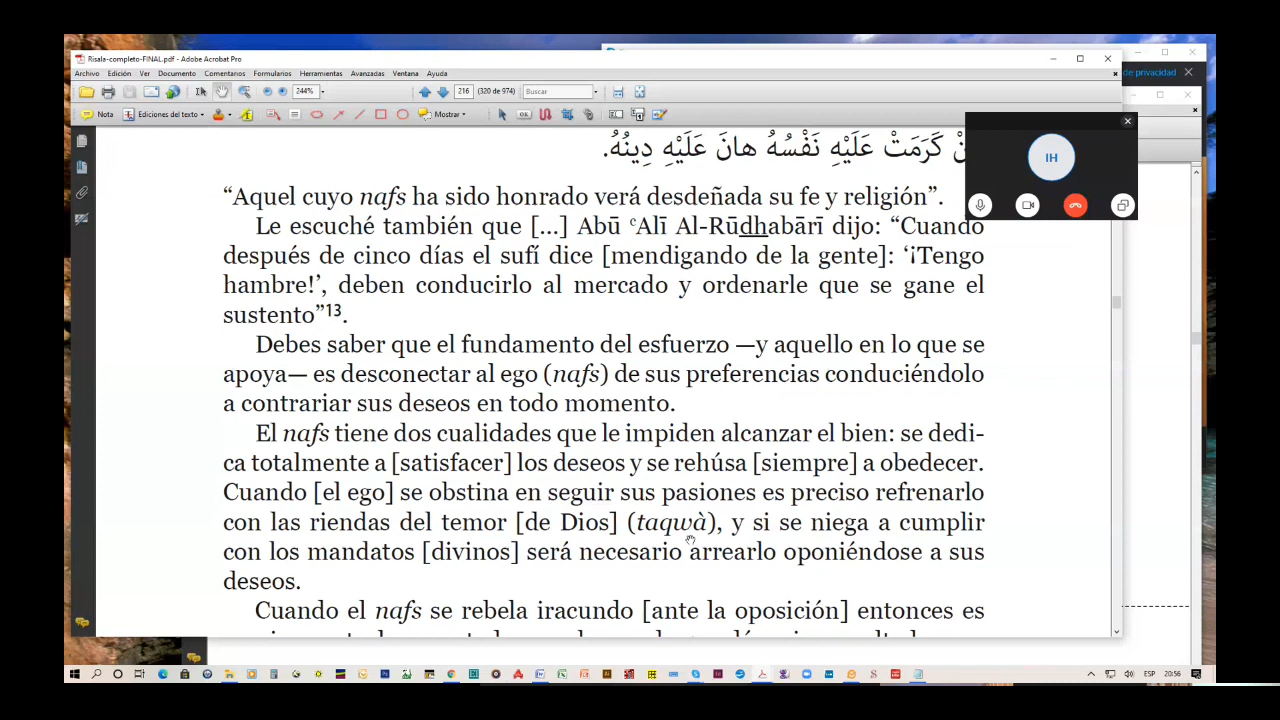 Risala-completo-FINAL.pdf - Adobe Acrobat Pro
Archivo Edición Ver Documento Comentarios Formularios Herramientas Avanzadas Ventana Ayuda
de privacidad
216 (320 de 974) 244% Buscar
Nota Ediciones del texto Mostrar
IH
كَرَمَتْ عَلَيْهِ نَفْسُهُ هانَ عَلَيْهِ دِينُهُ.
“Aquel cuyo nafs ha sido honrado verá desdeñada su fe y religión”.
Le escuché también que [...] Abū ᶜAlī Al-Rūdhabārī dijo: “Cuando
después de cinco días el sufí dice [mendigando de la gente]: ‘¡Tengo
hambre!’, deben conducirlo al mercado y ordenarle que se gane el
sustento”13.
Debes saber que el fundamento del esfuerzo —y aquello en lo que se
apoya— es desconectar al ego (nafs) de sus preferencias conduciéndolo
a contrariar sus deseos en todo momento.
El nafs tiene dos cualidades que le impiden alcanzar el bien: se dedi-
ca totalmente a [satisfacer] los deseos y se rehúsa [siempre] a obedecer.
Cuando [el ego] se obstina en seguir sus pasiones es preciso refrenarlo
con las riendas del temor [de Dios] (taqwà), y si se niega a cumplir
con los mandatos [divinos] será necesario arrearlo oponiéndose a sus
deseos.
Cuando el nafs se rebela iracundo [ante la oposición] entonces es
ESP 20:56